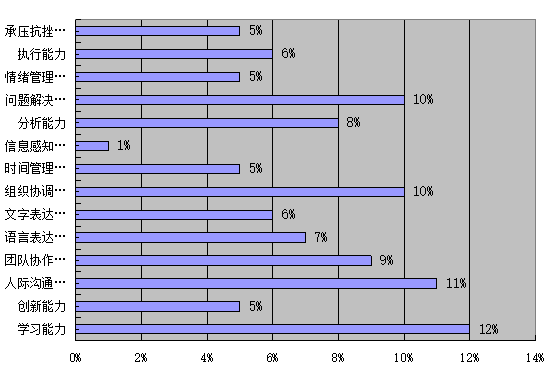 承压抗挫… 5%
执行能力 6%
情绪管理… 5%
问题解决… 10%
分析能力 8%
信息感知… 1%
时间管理… 5%
组织协调… 10%
文字表达… 6%
语言表达… 7%
团队协作… 9%
人际沟通… 11%
创新能力 5%
学习能力 12%
0% 2% 4% 6% 8% 10% 12% 14%